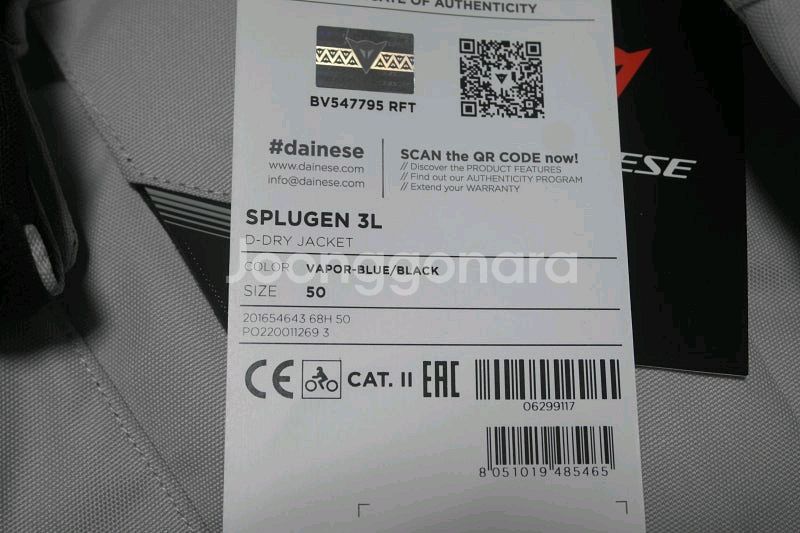 ATE OF AUTHENTICITY
BV547795 RFT
#dainese
www.dainese.com
info@dainese.com
SCAN the QR CODE now!
// Discover the PRODUCT FEATURES
// Find out our AUTHENTICITY PROGRAM
// Extend your WARRANTY
NESE
SPLUGEN 3L
D-DRY JACKET
Joonggonara
COLOR VAPOR-BLUE/BLACK
SIZE 50
201654643 68H 50
PO220011269 3
CE CAT. II EAC
06299117
8 051019 485465